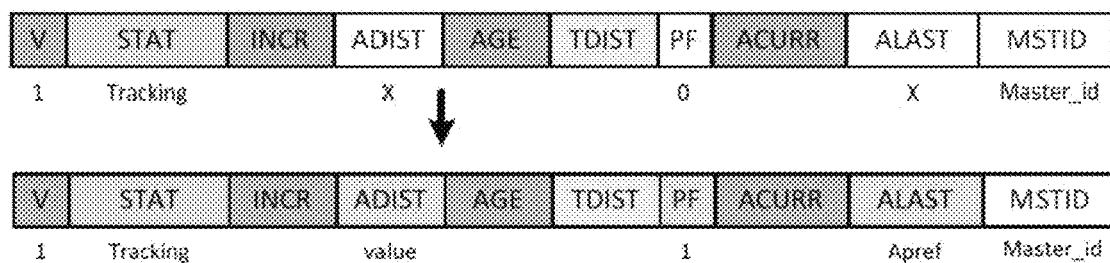 V STAT INCR ADIST AGE TDIST PF ACURR ALAST MSTID
1 Tracking X 0 X Master_id
V STAT INCR ADIST AGE TDIST PF ACURR ALAST MSTID
1 Tracking value 1 Apref Master_id